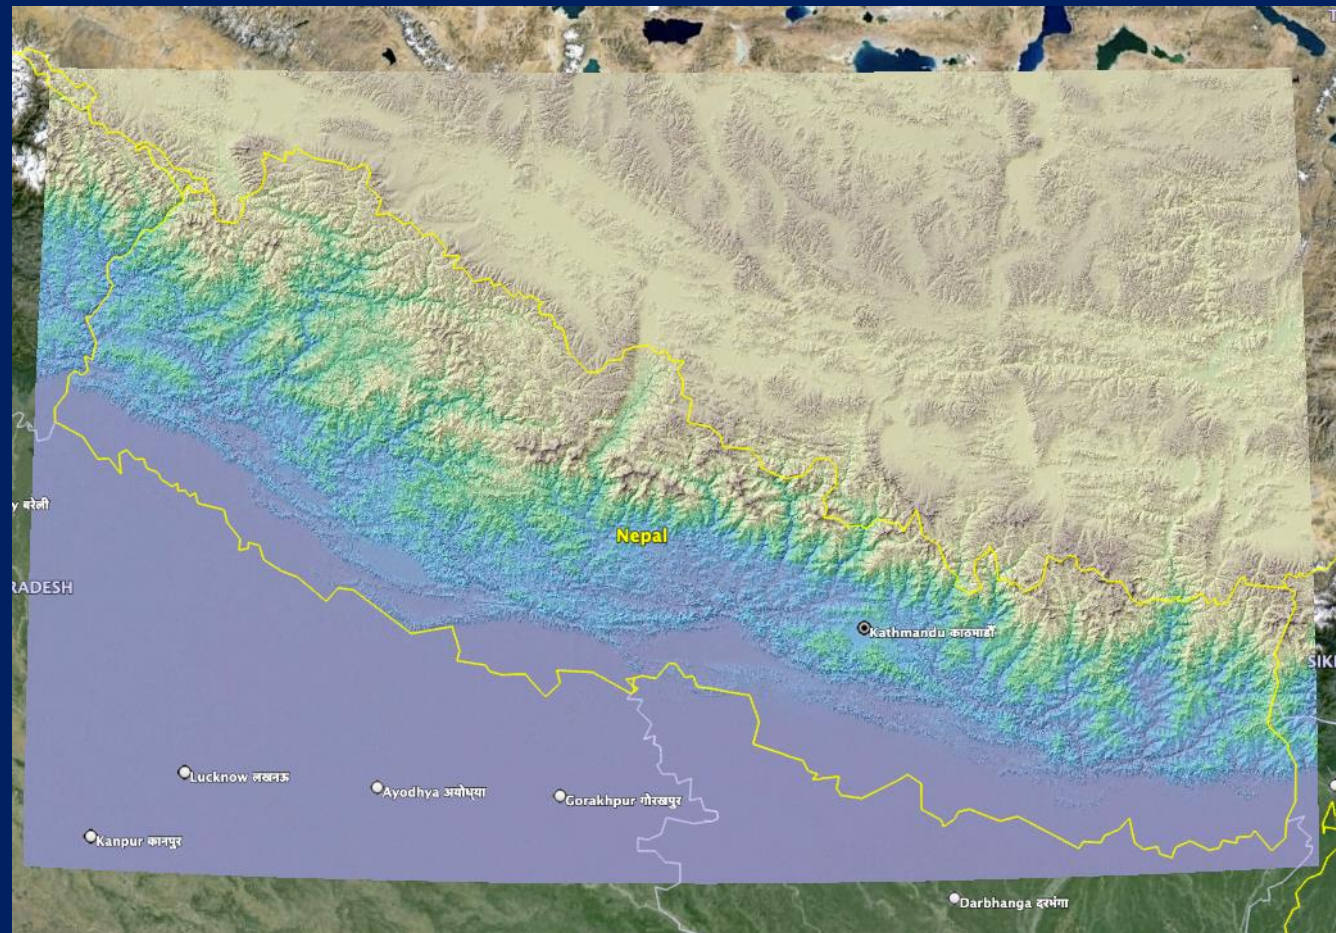 y बरेली
Nepal
RADESH
Kathmandu काठमाडौं
SIKI
Lucknow लखनऊ
Ayodhya अयोध्या
Gorakhpur गोरखपुर
Kanpur कानपुर
Darbhanga दरभंगा